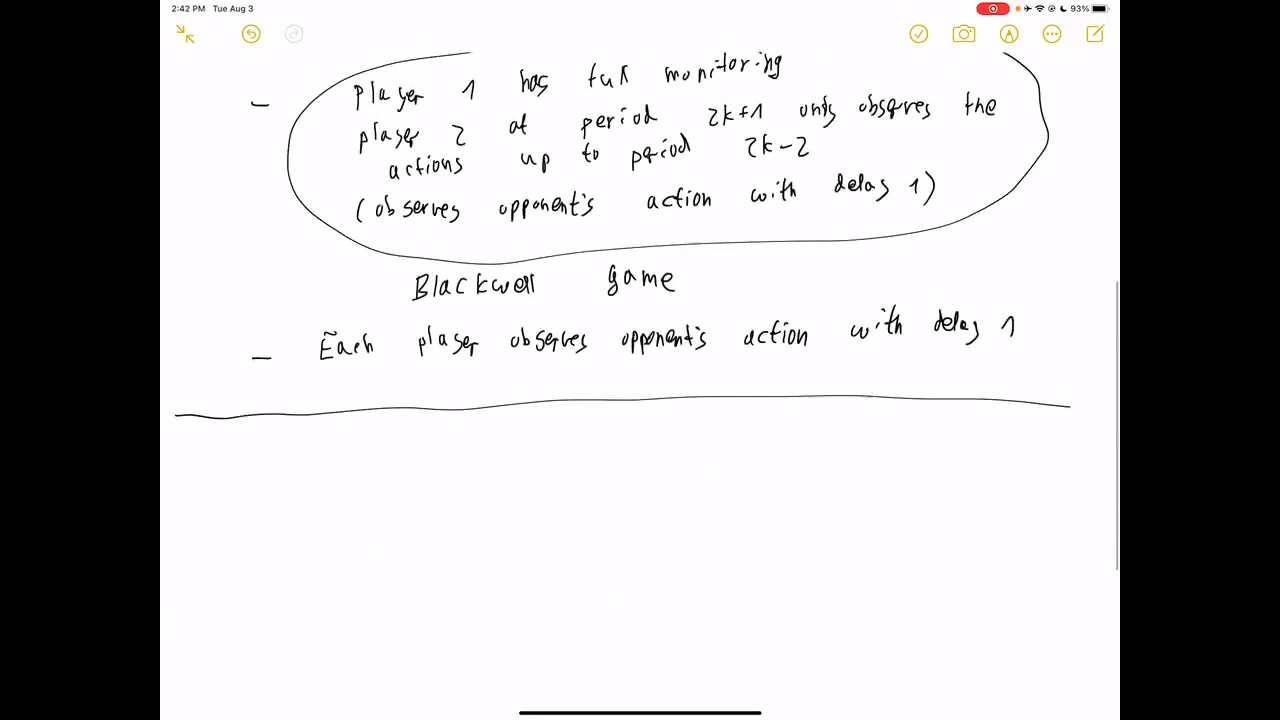 2:42 PM Tue Aug 3
93%
player 1 has full monitoring
player 2 at period 2k+1 only observes the
actions up to period 2k-2
(observes opponent's action with delay 1)
Blackwell game
Each player observes opponent's action with delay 1